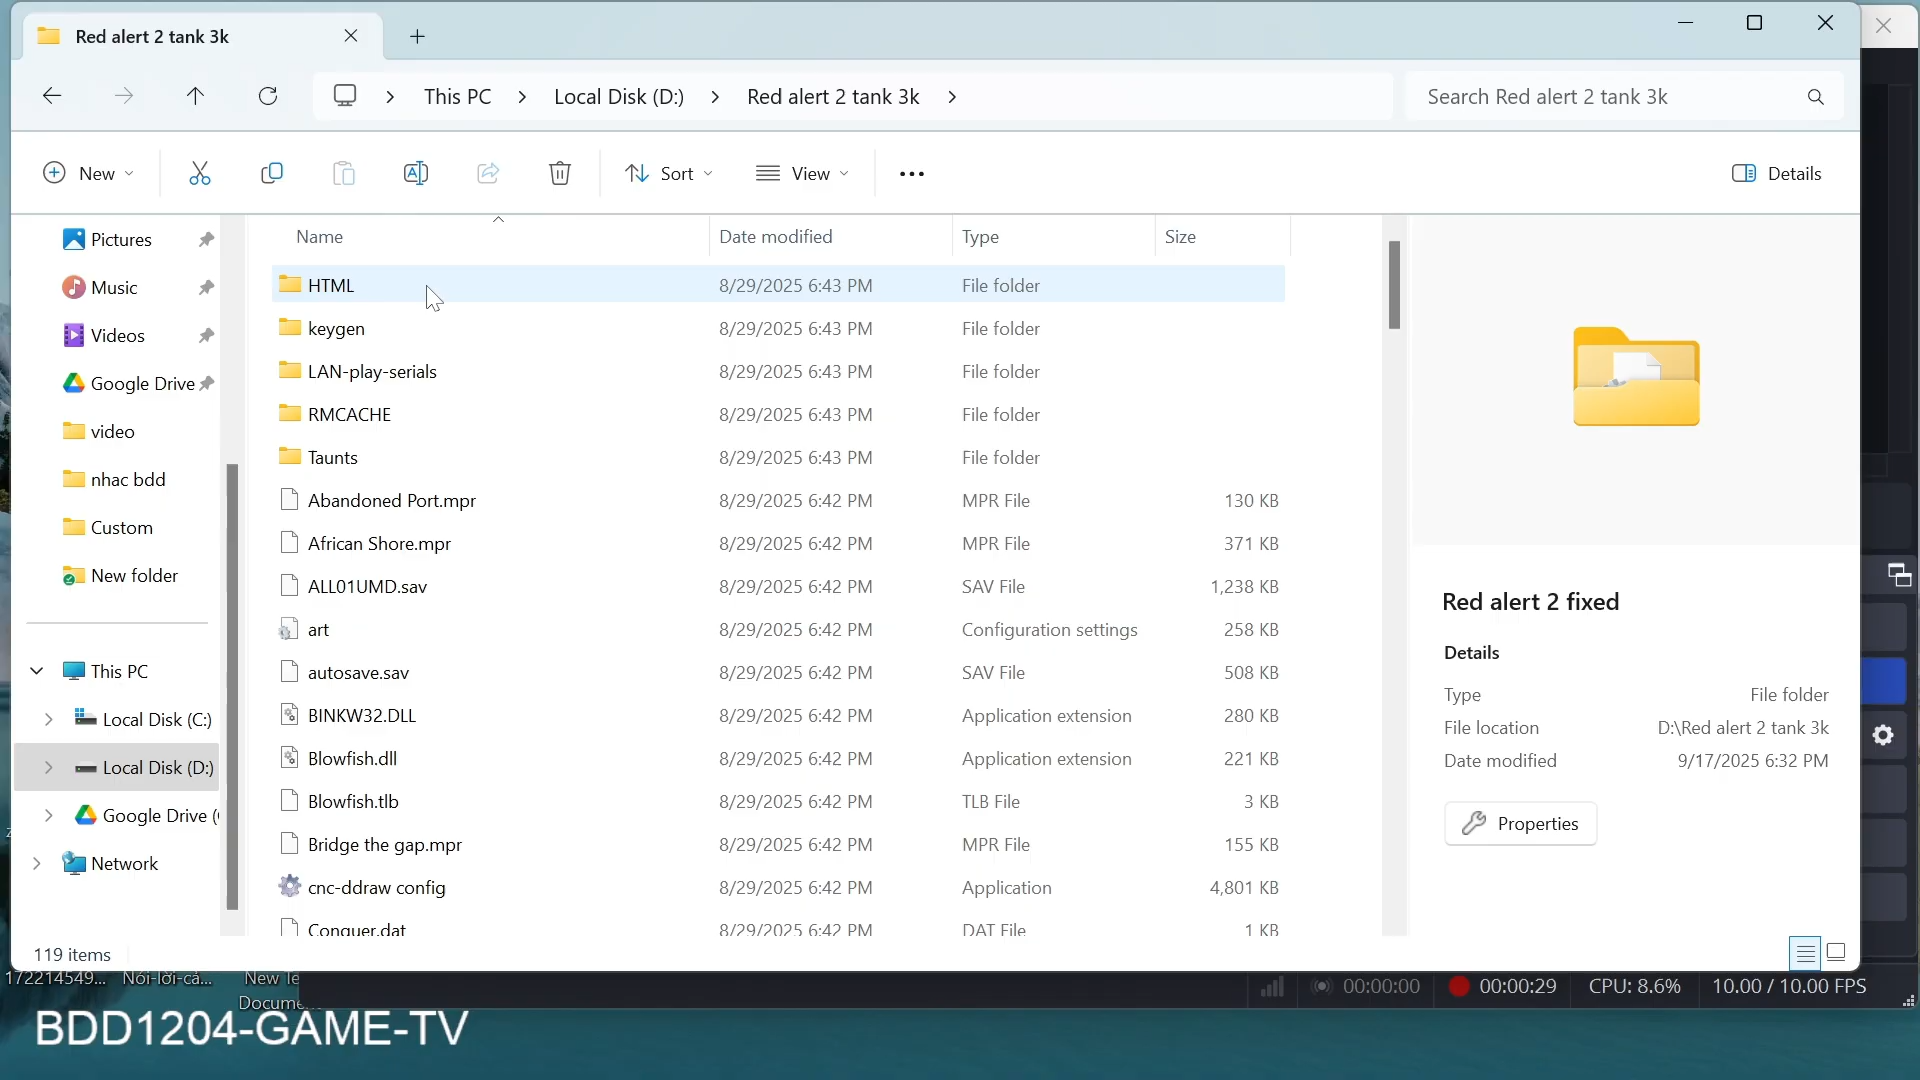 Red alert 2 tank 3k
This PC
Local Disk (D:)
Red alert 2 tank 3k
Search Red alert 2 tank 3k
New
Sort
View
Details
Pictures
Music
Videos
Google Drive
video
nhac bdd
Custom
New folder
This PC
Local Disk (C:)
Local Disk (D:)
Google Drive (
Network
Name Date modified Type Size
HTML 8/29/2025 6:43 PM File folder
keygen 8/29/2025 6:43 PM File folder
LAN-play-serials 8/29/2025 6:43 PM File folder
RMCACHE 8/29/2025 6:43 PM File folder
Taunts 8/29/2025 6:43 PM File folder
Abandoned Port.mpr 8/29/2025 6:42 PM MPR File 130 KB
African Shore.mpr 8/29/2025 6:42 PM MPR File 371 KB
ALL01UMD.sav 8/29/2025 6:42 PM SAV File 1,238 KB
art 8/29/2025 6:42 PM Configuration settings 258 KB
autosave.sav 8/29/2025 6:42 PM SAV File 508 KB
BINKW32.DLL 8/29/2025 6:42 PM Application extension 280 KB
Blowfish.dll 8/29/2025 6:42 PM Application extension 221 KB
Blowfish.tlb 8/29/2025 6:42 PM TLB File 3 KB
Bridge the gap.mpr 8/29/2025 6:42 PM MPR File 155 KB
cnc-ddraw config 8/29/2025 6:42 PM Application 4,801 KB
Conquer.dat 8/29/2025 6:42 PM DAT File 1 KB
Red alert 2 fixed
Details
Type File folder
File location D:\Red alert 2 tank 3k
Date modified 9/17/2025 6:32 PM
Properties
119 items
172214549... Nói-lời-cả... New Te
Docume
00:00:00 00:00:29 CPU: 8.6% 10.00 / 10.00 FPS
BDD1204-GAME-TV